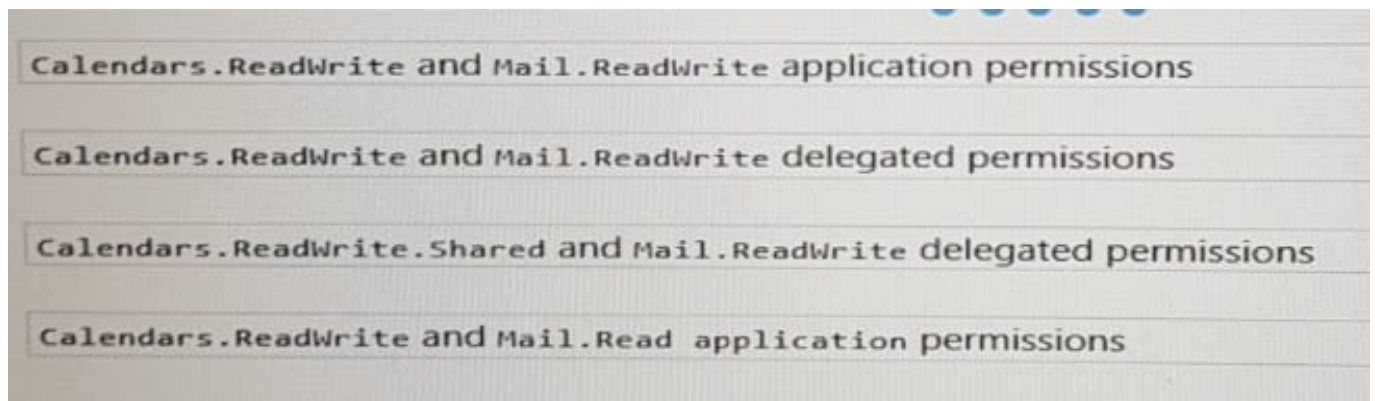 Calendars.ReadWrite and Mail.ReadWrite application permissions
Calendars.ReadWrite and Mail.ReadWrite delegated permissions
Calendars.ReadWrite.Shared and Mail.ReadWrite delegated permissions
Calendars.ReadWrite and Mail.Read application permissions